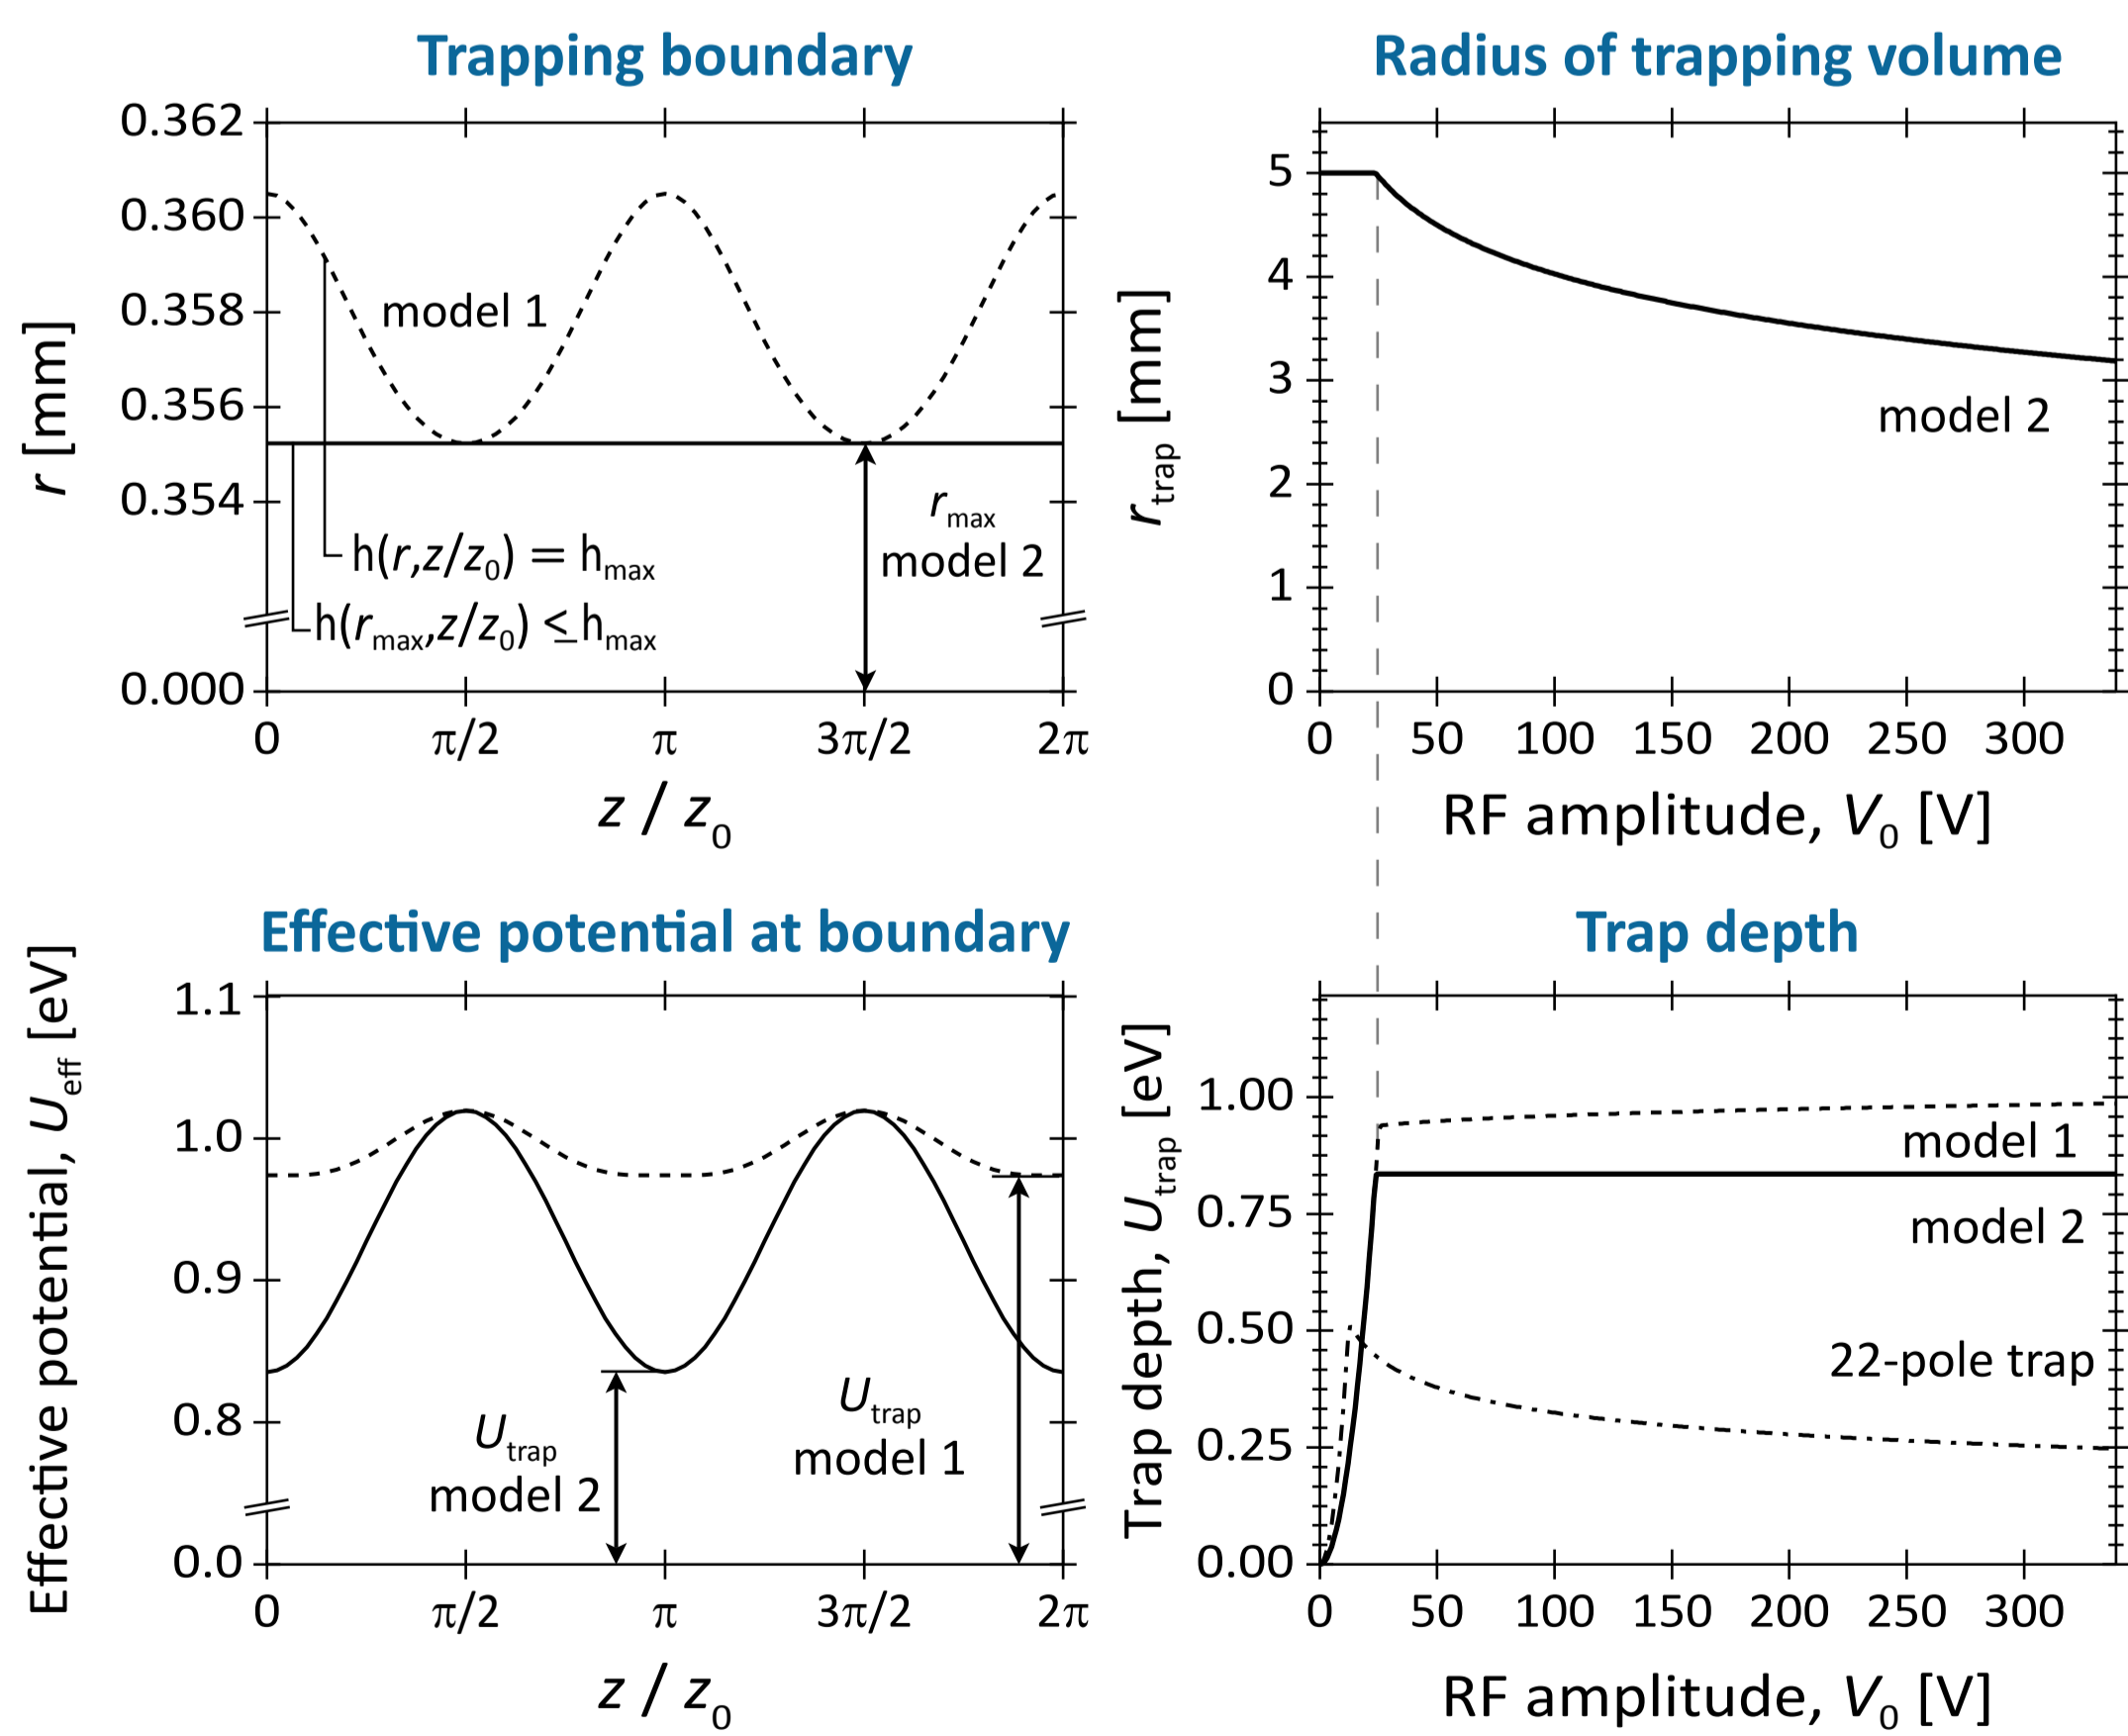 Trapping boundary
r [mm]
0.362
0.360
0.358
0.356
0.354
0.000
model 1
h(r,z/z0) = hmax
h(rmax,z/z0) ≤ hmax
rmax
model 2
0 π/2 π 3π/2 2π
z / z0
Radius of trapping volume
rtrap [mm]
5
4
3
2
1
0
model 2
0 50 100 150 200 250 300
RF amplitude, V0 [V]
Effective potential at boundary
Effective potential, Ueff [eV]
1.1
1.0
0.9
0.8
0.0
Utrap
model 2
Utrap
model 1
0 π/2 π 3π/2 2π
z / z0
Trap depth
Trap depth, Utrap [eV]
1.00
0.75
0.50
0.25
0.00
model 1
model 2
22-pole trap
0 50 100 150 200 250 300
RF amplitude, V0 [V]